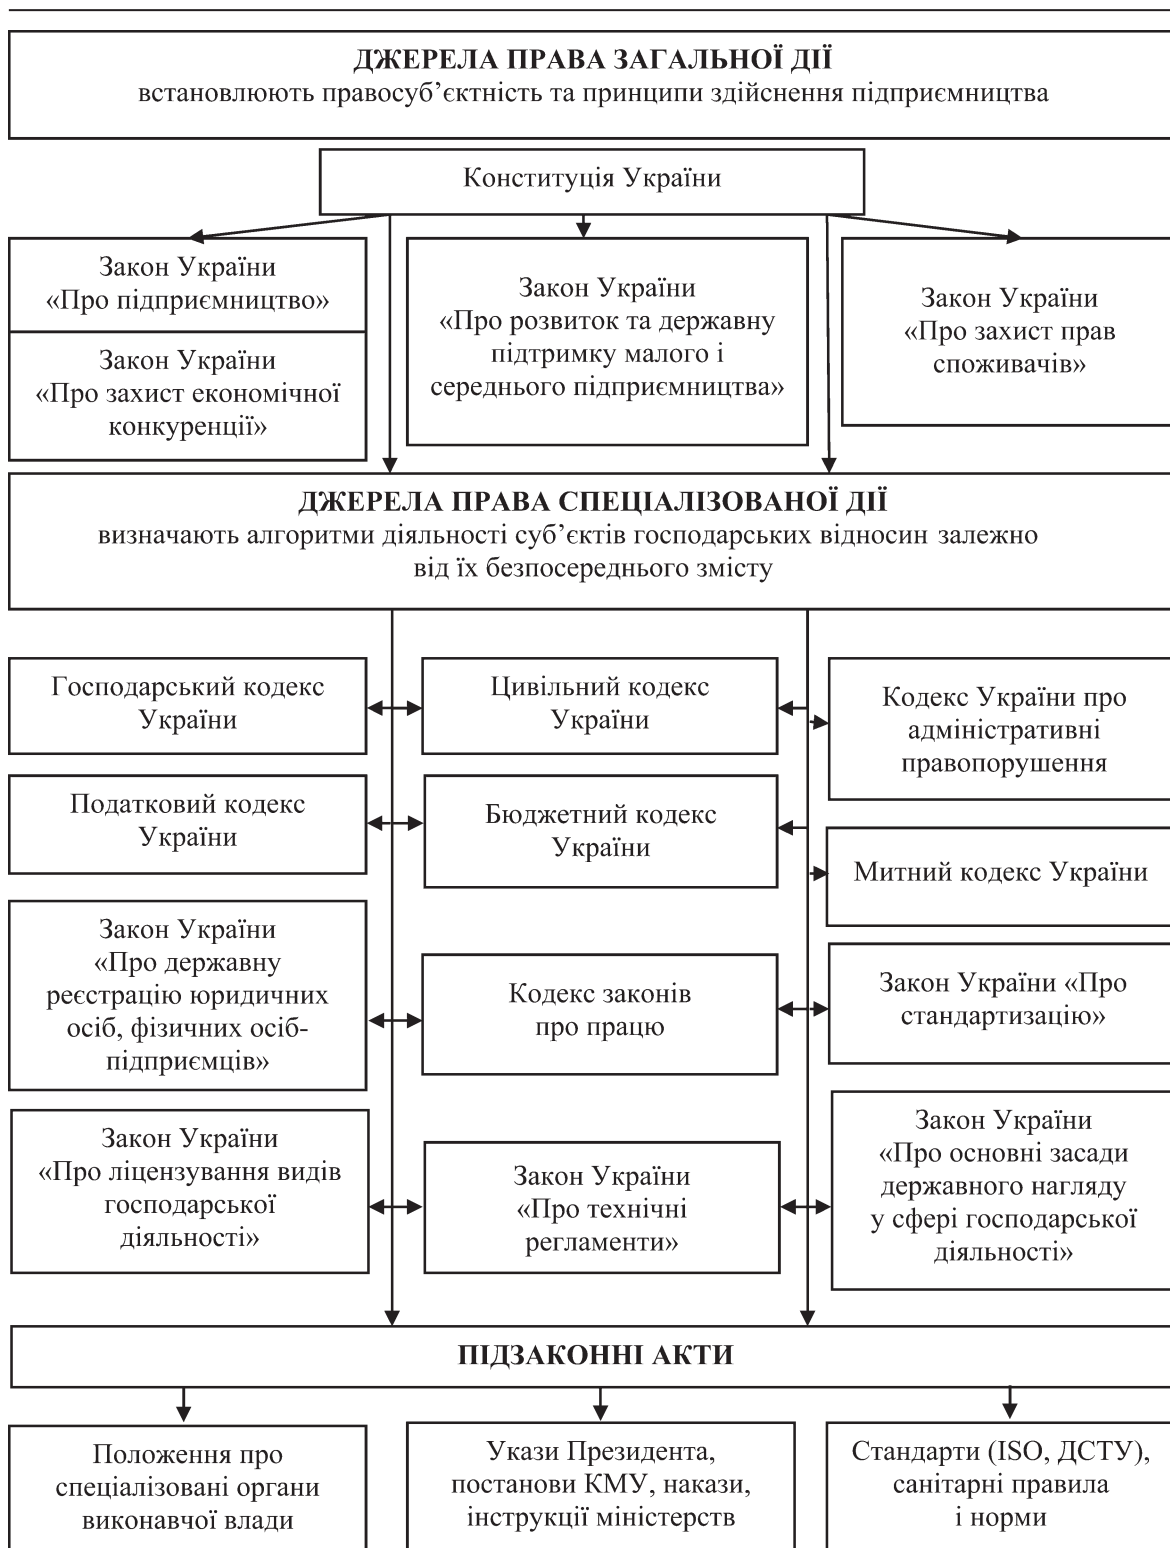 ДЖЕРЕЛА ПРАВА ЗАГАЛЬНОЇ ДІЇ
встановлюють правосуб’єктність та принципи здійснення підприємництва
Конституція України
Закон України
«Про підприємництво»
Закон України
«Про захист економічної
конкуренції»
Закон України
«Про розвиток та державну
підтримку малого і
середнього підприємництва»
Закон України
«Про захист прав
споживачів»
ДЖЕРЕЛА ПРАВА СПЕЦІАЛІЗОВАНОЇ ДІЇ
визначають алгоритми діяльності суб’єктів господарських відносин залежно
від їх безпосереднього змісту
Господарський кодекс
України
Цивільний кодекс
України
Кодекс України про
адміністративні
правопорушення
Податковий кодекс
України
Бюджетний кодекс
України
Митний кодекс України
Закон України
«Про державну
реєстрацію юридичних
осіб, фізичних осіб-
підприємців»
Кодекс законів
про працю
Закон України «Про
стандартизацію»
Закон України
«Про ліцензування видів
господарської
діяльності»
Закон України
«Про технічні
регламенти»
Закон України
«Про основні засади
державного нагляду
у сфері господарської
діяльності»
ПІДЗАКОННІ АКТИ
Положення про
спеціалізовані органи
виконавчої влади
Укази Президента,
постанови КМУ, накази,
інструкції міністерств
Стандарти (ISO, ДСТУ),
санітарні правила
і норми